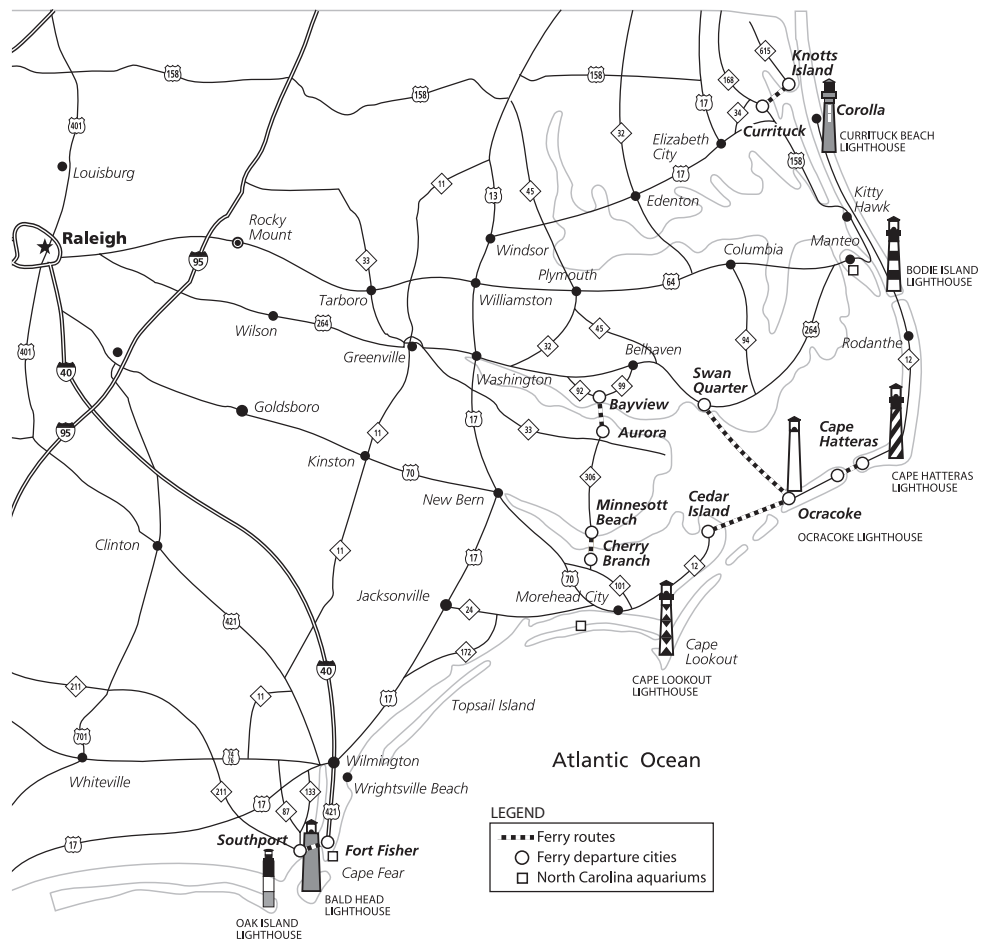 615
Knotts
Island
158
158
168
Corolla
401
158
17
34
Currituck
CURRITUCK BEACH
LIGHTHOUSE
32
Elizabeth
City
158
Louisburg
11
13
45
17
Edenton
Kitty
Hawk
Rocky
Mount
Raleigh
95
33
Windsor
Columbia
Manteo
Plymouth
BODIE ISLAND
LIGHTHOUSE
Tarboro
Williamston
64
Wilson
264
45
264
401
32
94
Rodanthe
Greenville
Belhaven
12
40
Washington
92
99
Swan
Quarter
Bayview
Goldsboro
17
Cape
Hatteras
95
11
33
Aurora
Kinston
70
306
CAPE HATTERAS
LIGHTHOUSE
New Bern
Minnesott
Beach
Cedar
Island
Ocracoke
OCRACOKE LIGHTHOUSE
Clinton
11
17
Cherry
Branch
12
70
101
Jacksonville
24
Morehead City
421
172
Cape
Lookout
40
CAPE LOOKOUT
LIGHTHOUSE
211
11
17
Topsail Island
701
74
76
Wilmington
Atlantic Ocean
Whiteville
211
133
Wrightsville Beach
17
87
421
LEGEND
Ferry routes
17
Southport
Fort Fisher
Ferry departure cities
Cape Fear
North Carolina aquariums
BALD HEAD
LIGHTHOUSE
OAK ISLAND
LIGHTHOUSE